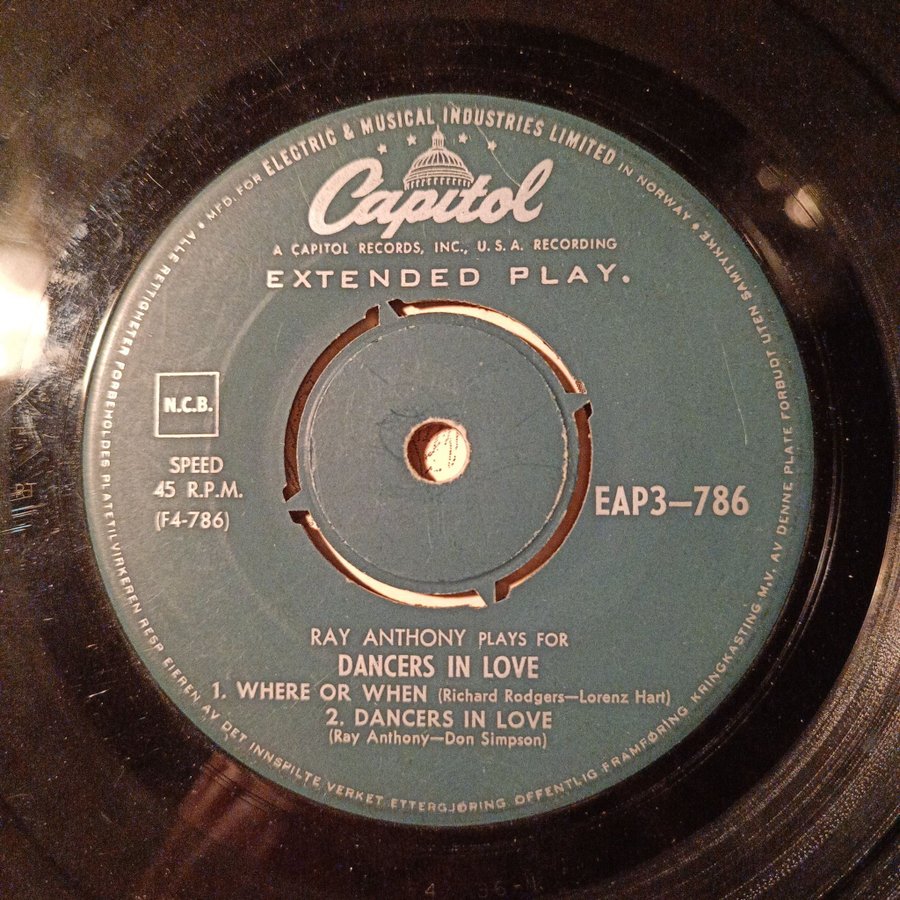 • MFD. FOR ELECTRIC & MUSICAL INDUSTRIES LIMITED IN NORWAY •
Capitol
A CAPITOL RECORDS, INC., U.S.A. RECORDING
EXTENDED PLAY.
N.C.B.
SPEED
45 R.P.M.
(F4-786)
EAP3—786
RAY ANTHONY PLAYS FOR
DANCERS IN LOVE
1. WHERE OR WHEN (Richard Rodgers—Lorenz Hart)
2. DANCERS IN LOVE
(Ray Anthony—Don Simpson)
ALLE RETTIGHETER FORBEHOLDES PLATETILVIRKEREN RESP EIEREN AV DET INNSPILTE VERKET ETTERGJØRING OFFENTLIG FRAMFØRING KRINGKASTING M.V. AV DENNE PLATE FORBUDT UTEN SAMTYKKE